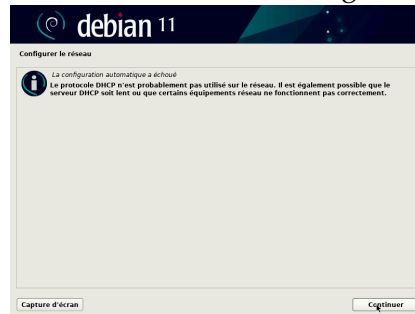 debian 11
Configurer le réseau
La configuration automatique a échoué
Le protocole DHCP n'est probablement pas utilisé sur le réseau. Il est également possible que le
serveur DHCP soit lent ou que certains équipements réseau ne fonctionnent pas correctement.
Capture d'écran
Continuer